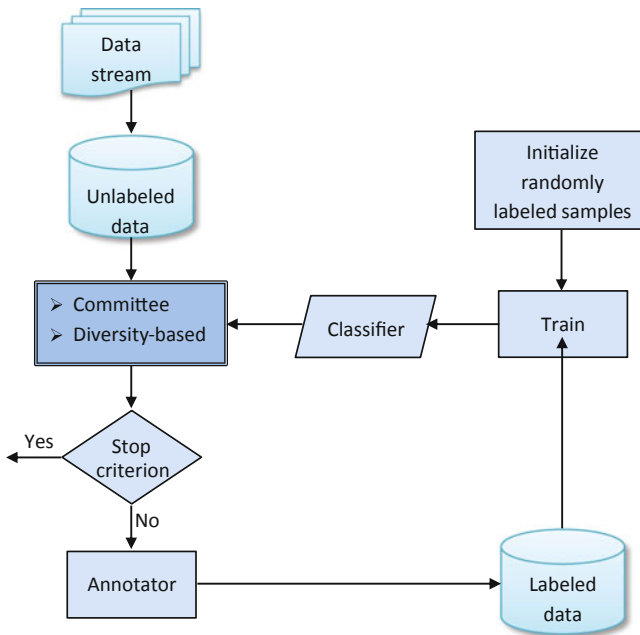 Data
stream
Unlabeled
data
Initialize
randomly
labeled samples
➢ Committee
➢ Diversity-based
Classifier
Train
Yes
Stop
criterion
No
Annotator
Labeled
data